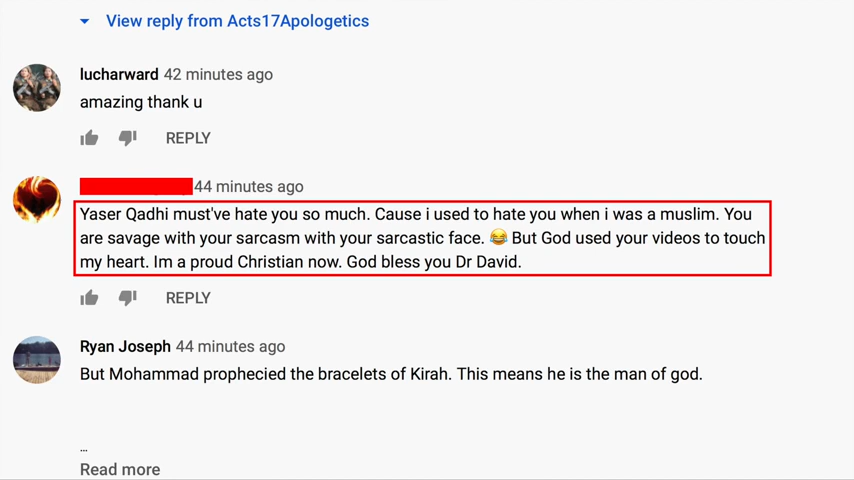 View reply from Acts17Apologetics
lucharward 42 minutes ago
amazing thank u
REPLY
44 minutes ago
Yaser Qadhi must've hate you so much. Cause i used to hate you when i was a muslim. You
are savage with your sarcasm with your sarcastic face. 😂 But God used your videos to touch
my heart. Im a proud Christian now. God bless you Dr David.
REPLY
Ryan Joseph 44 minutes ago
But Mohammad prophecied the bracelets of Kirah. This means he is the man of god.
...
Read more